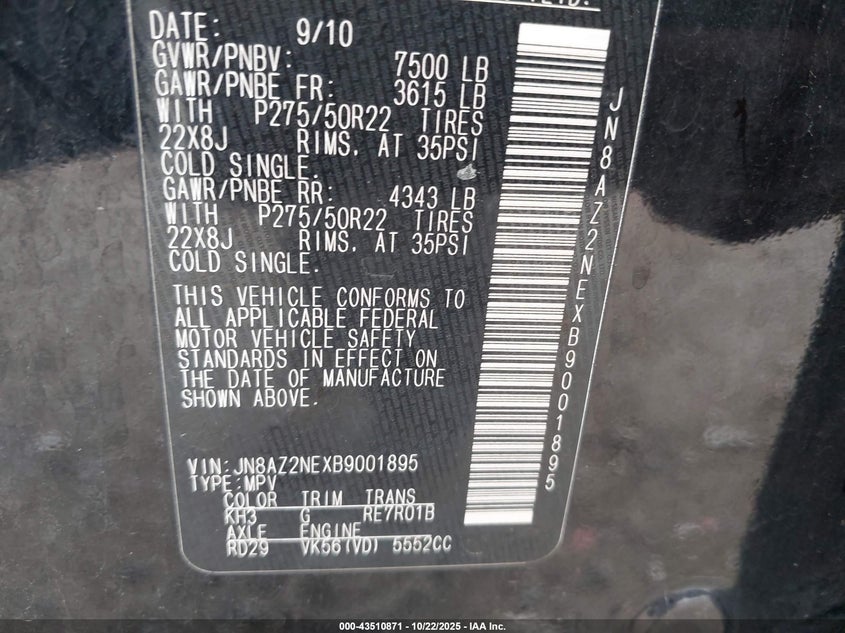 DATE: 9/10
GVWR/PNBV: 7500 LB
GAWR/PNBE FR: 3615 LB
WITH P275/50R22 TIRES
22X8J RIMS. AT 35PSI
COLD SINGLE.
GAWR/PNBE RR: 4343 LB
WITH P275/50R22 TIRES
22X8J RIMS. AT 35PSI
COLD SINGLE.
THIS VEHICLE CONFORMS TO
ALL APPLICABLE FEDERAL
MOTOR VEHICLE SAFETY
STANDARDS IN EFFECT ON
THE DATE OF MANUFACTURE
SHOWN ABOVE.
VIN:JN8AZ2NEXB9001895
TYPE:MPV
COLOR TRIM TRANS
KH3 G RE7R01B
AXLE ENGINE
RD29 VK56(VD) 5552CC
JN8AZ2NEXB9001895
000-43510871 - 10/22/2025 - IAA Inc.